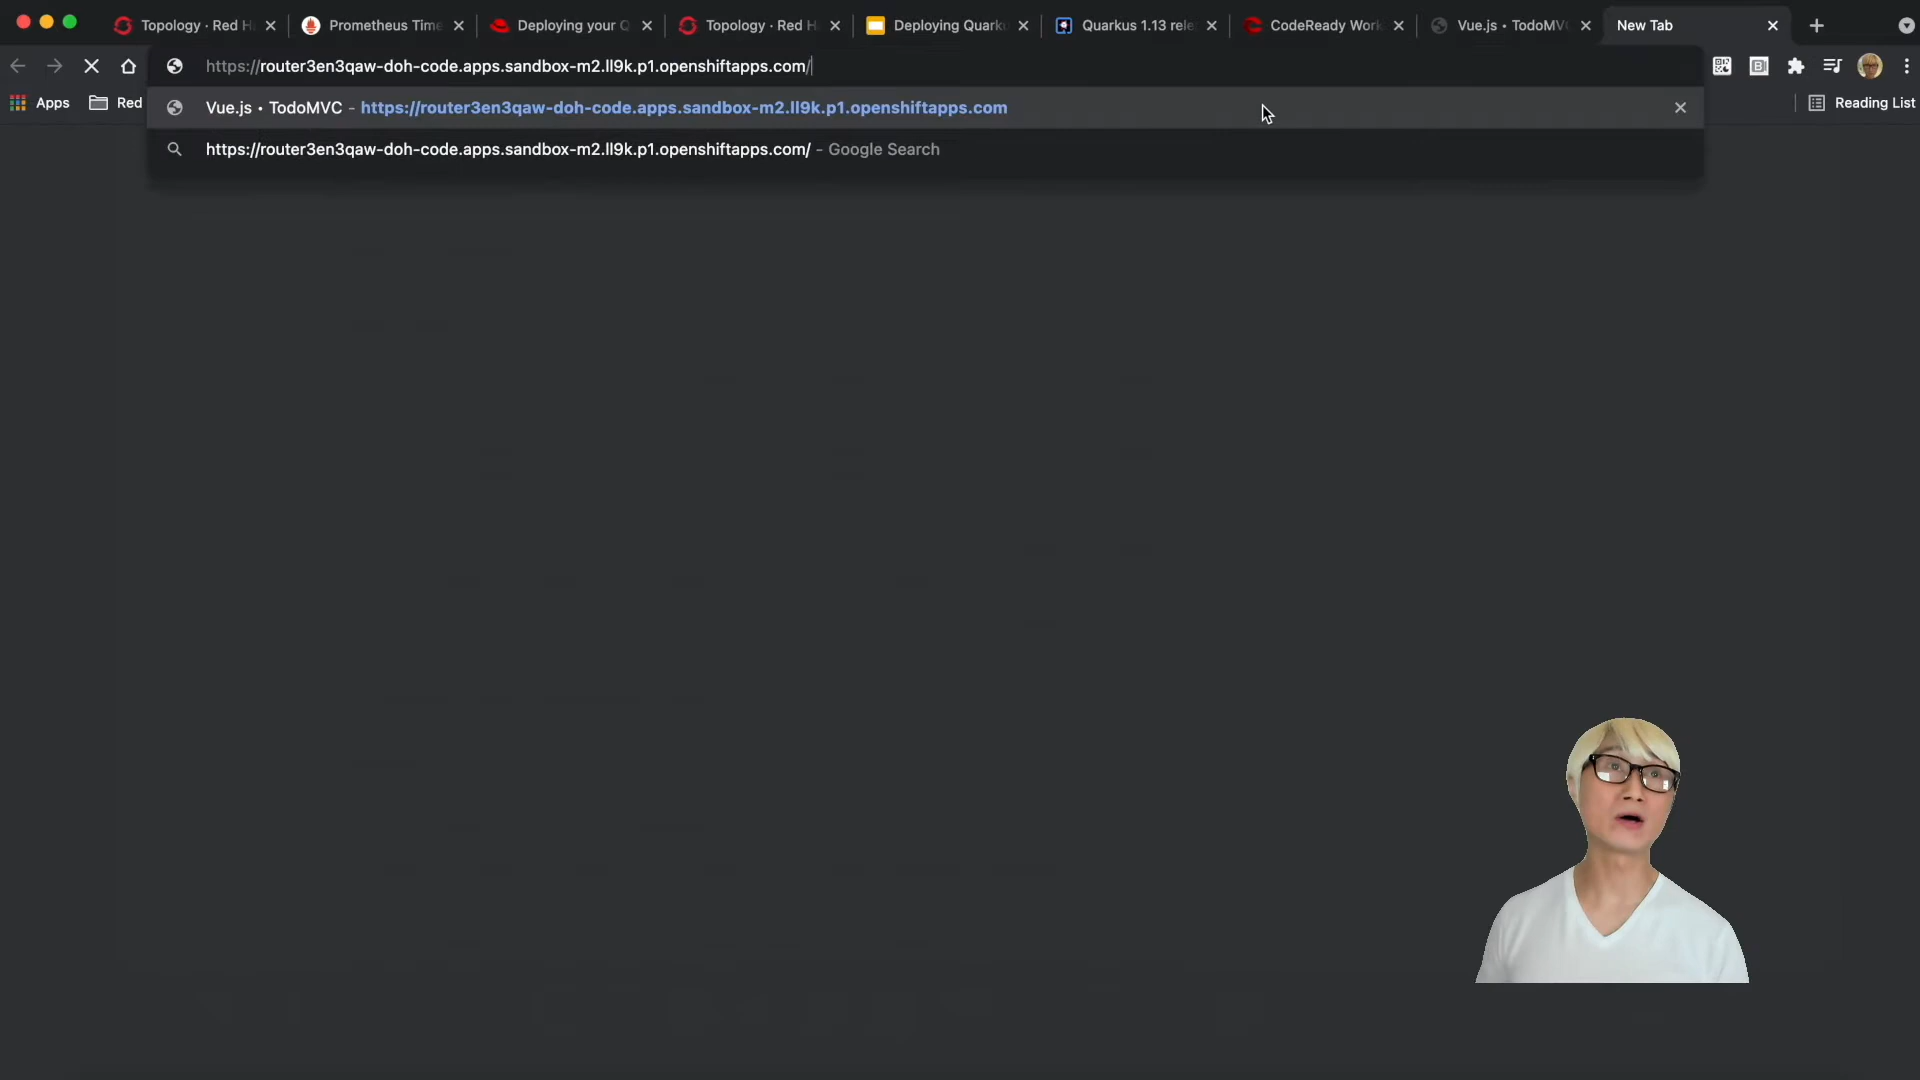 Topology · Red H
Prometheus Time
Deploying your Q
Topology · Red H
Deploying Quarku
Quarkus 1.13 rele
CodeReady Work
Vue.js • TodoMVC
New Tab
https://router3en3qaw-doh-code.apps.sandbox-m2.ll9k.p1.openshiftapps.com/
Apps
Red
Vue.js • TodoMVC - https://router3en3qaw-doh-code.apps.sandbox-m2.ll9k.p1.openshiftapps.com
Reading List
https://router3en3qaw-doh-code.apps.sandbox-m2.ll9k.p1.openshiftapps.com/ - Google Search